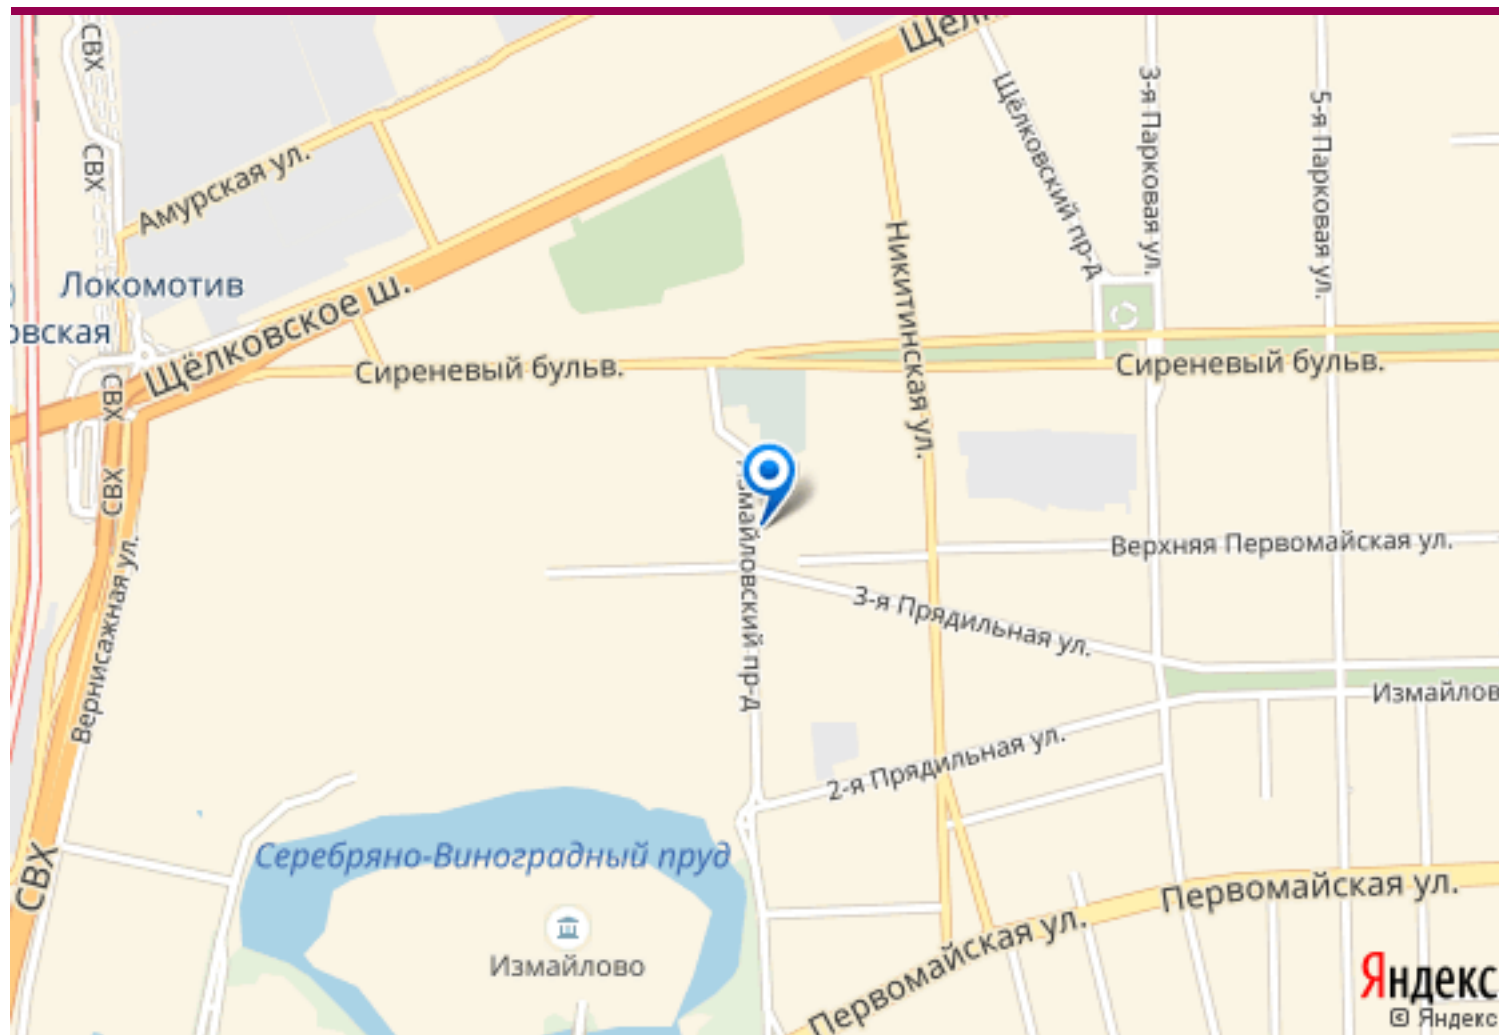 Щёлк
СВХ
3-я Парковая ул.
Щёлковский пр-д
5-я Парковая ул.
СВХ
Амурская ул.
Никитинская ул.
Локомотив
Щёлковское ш.
овская
Сиреневый бульв.
Сиреневый бульв.
СВХ
СВХ
Измайловский пр-д
Верхняя Первомайская ул.
Вернисажная ул.
3-я Прядильная ул.
Измайлов
2-я Прядильная ул.
СВХ
Серебряно-Виноградный пруд
Первомайская ул.
Первомайская ул.
Измайлово
Яндекс
© Яндекс